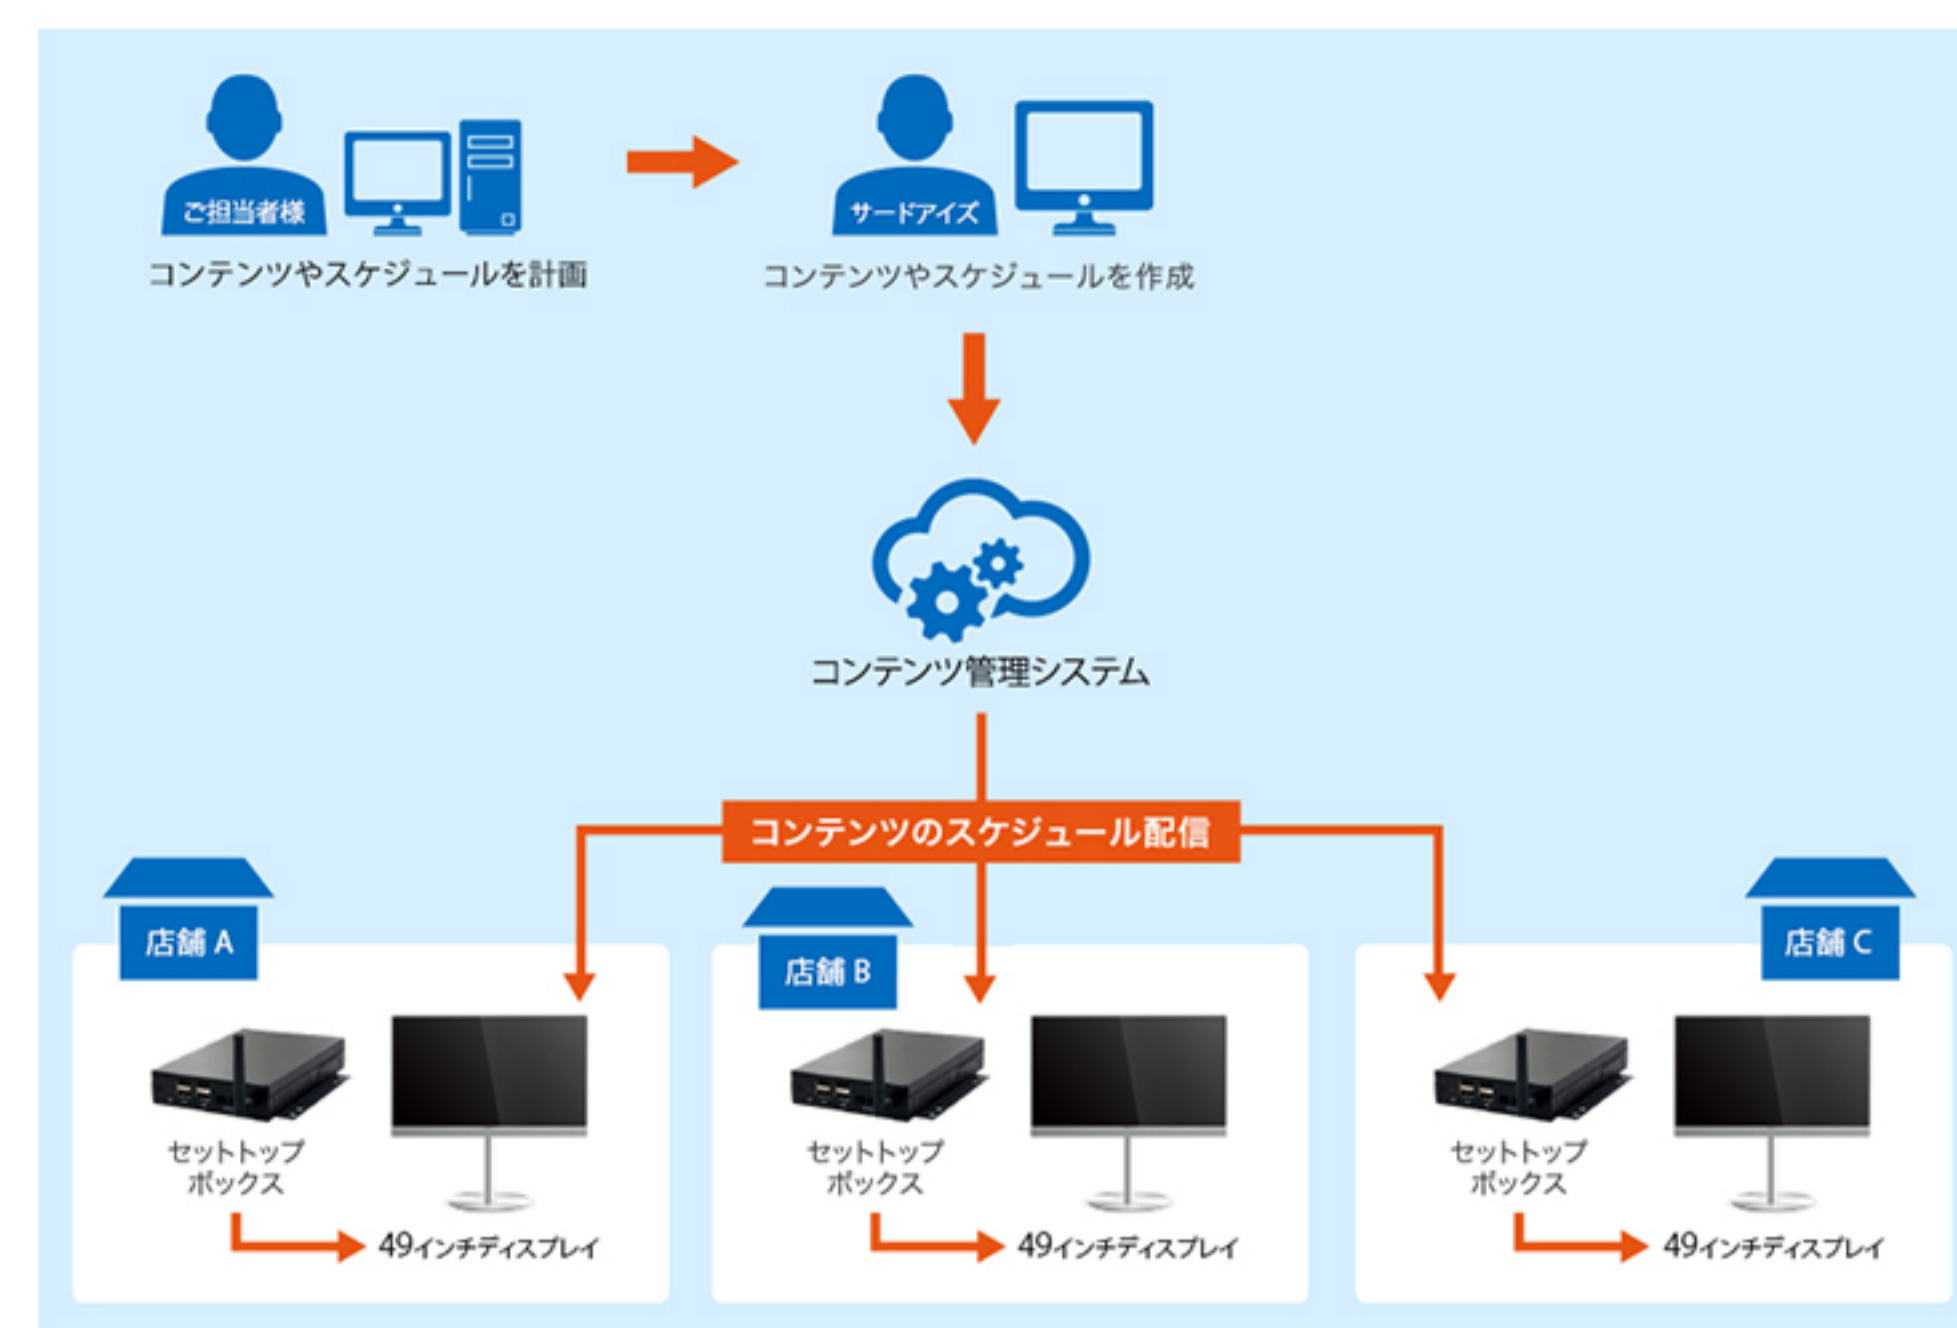 ご担当者様
サードアイズ
コンテンツやスケジュールを計画
コンテンツやスケジュールを作成
コンテンツ管理システム
コンテンツのスケジュール配信
店舗 A
セットトップ
ボックス
49インチディスプレイ
店舗 B
セットトップ
ボックス
49インチディスプレイ
店舗 C
セットトップ
ボックス
49インチディスプレイ